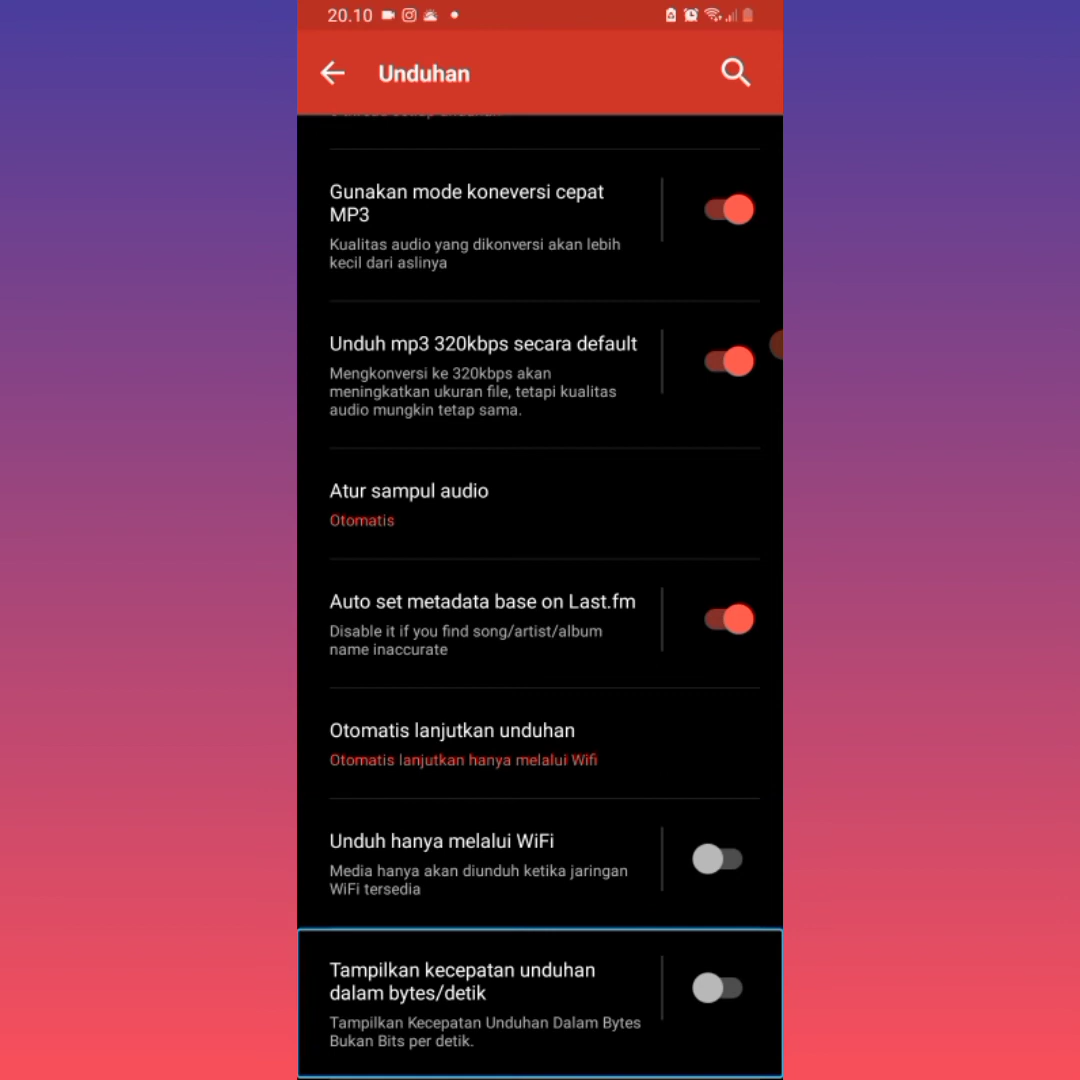 20.10
Unduhan
Gunakan mode koneversi cepat
MP3
Kualitas audio yang dikonversi akan lebih
kecil dari aslinya
Unduh mp3 320kbps secara default
Mengkonversi ke 320kbps akan
meningkatkan ukuran file, tetapi kualitas
audio mungkin tetap sama.
Atur sampul audio
Otomatis
Auto set metadata base on Last.fm
Disable it if you find song/artist/album
name inaccurate
Otomatis lanjutkan unduhan
Otomatis lanjutkan hanya melalui Wifi
Unduh hanya melalui WiFi
Media hanya akan diunduh ketika jaringan
WiFi tersedia
Tampilkan kecepatan unduhan
dalam bytes/detik
Tampilkan Kecepatan Unduhan Dalam Bytes
Bukan Bits per detik.